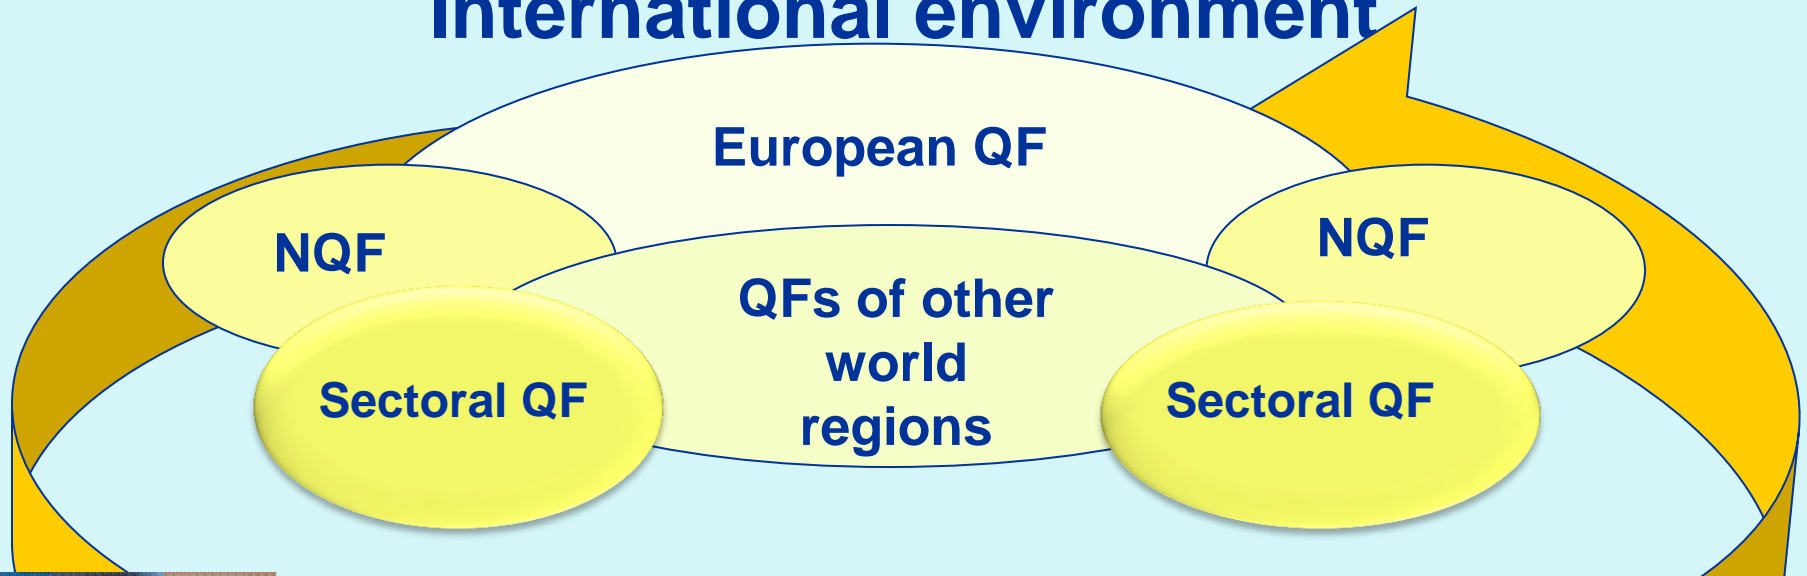 International environment
European QF
NQF
NQF
QFs of other
world
regions
Sectoral QF
Sectoral QF